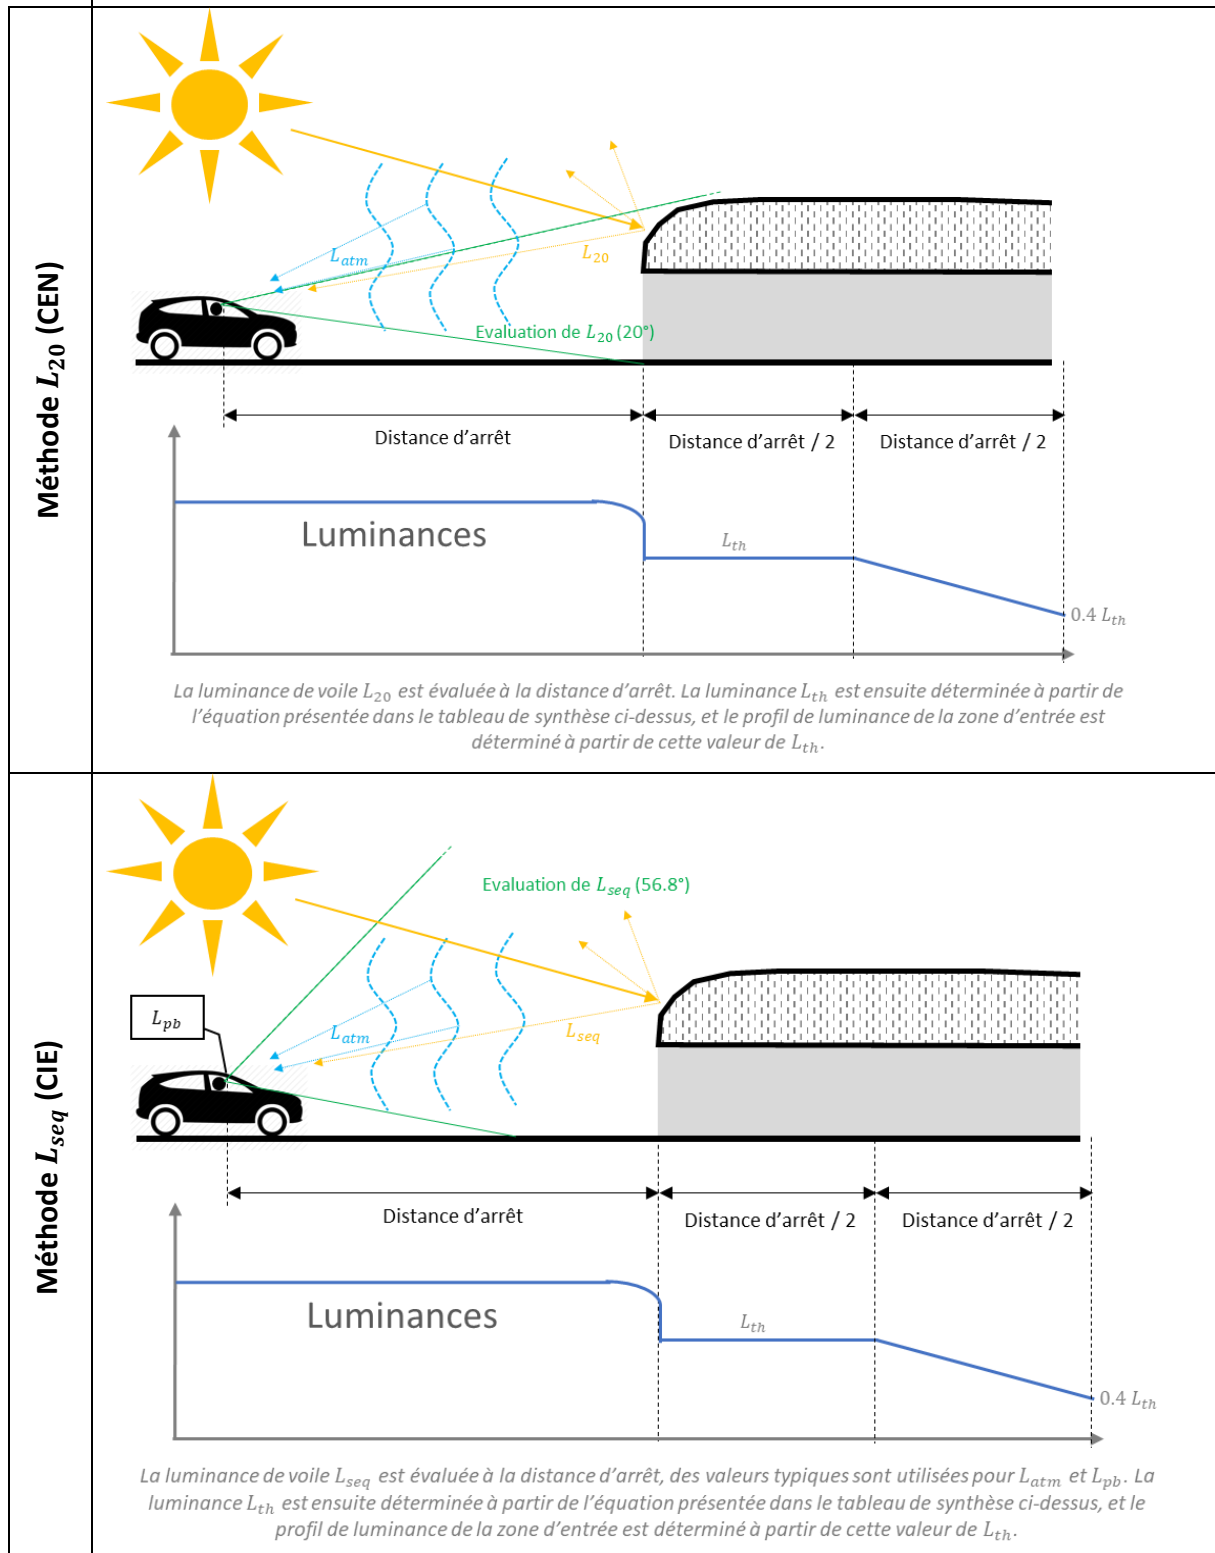 Méthode L20 (CEN)
Latm
L20
Evaluation de L20 (20°)
Distance d’arrêt
Distance d’arrêt / 2
Distance d’arrêt / 2
Luminances
Lth
0.4 Lth
La luminance de voile L20 est évaluée à la distance d’arrêt. La luminance Lth est ensuite déterminée à partir de
l’équation présentée dans le tableau de synthèse ci-dessus, et le profil de luminance de la zone d’entrée est
déterminé à partir de cette valeur de Lth.
Méthode Lseq (CIE)
Evaluation de Lseq (56.8°)
Lpb
Latm
Lseq
Distance d’arrêt
Distance d’arrêt / 2
Distance d’arrêt / 2
Luminances
Lth
0.4 Lth
La luminance de voile Lseq est évaluée à la distance d’arrêt, des valeurs typiques sont utilisées pour Latm et Lpb. La
luminance Lth est ensuite déterminée à partir de l’équation présentée dans le tableau de synthèse ci-dessus, et le
profil de luminance de la zone d’entrée est déterminé à partir de cette valeur de Lth.